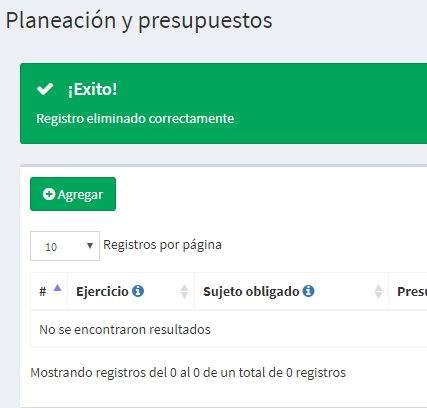 Planeación y presupuestos
¡Exito!
Registro eliminado correctamente
Agregar
10 Registros por página
# Ejercicio Sujeto obligado Presu
No se encontraron resultados
Mostrando registros del 0 al 0 de un total de 0 registros